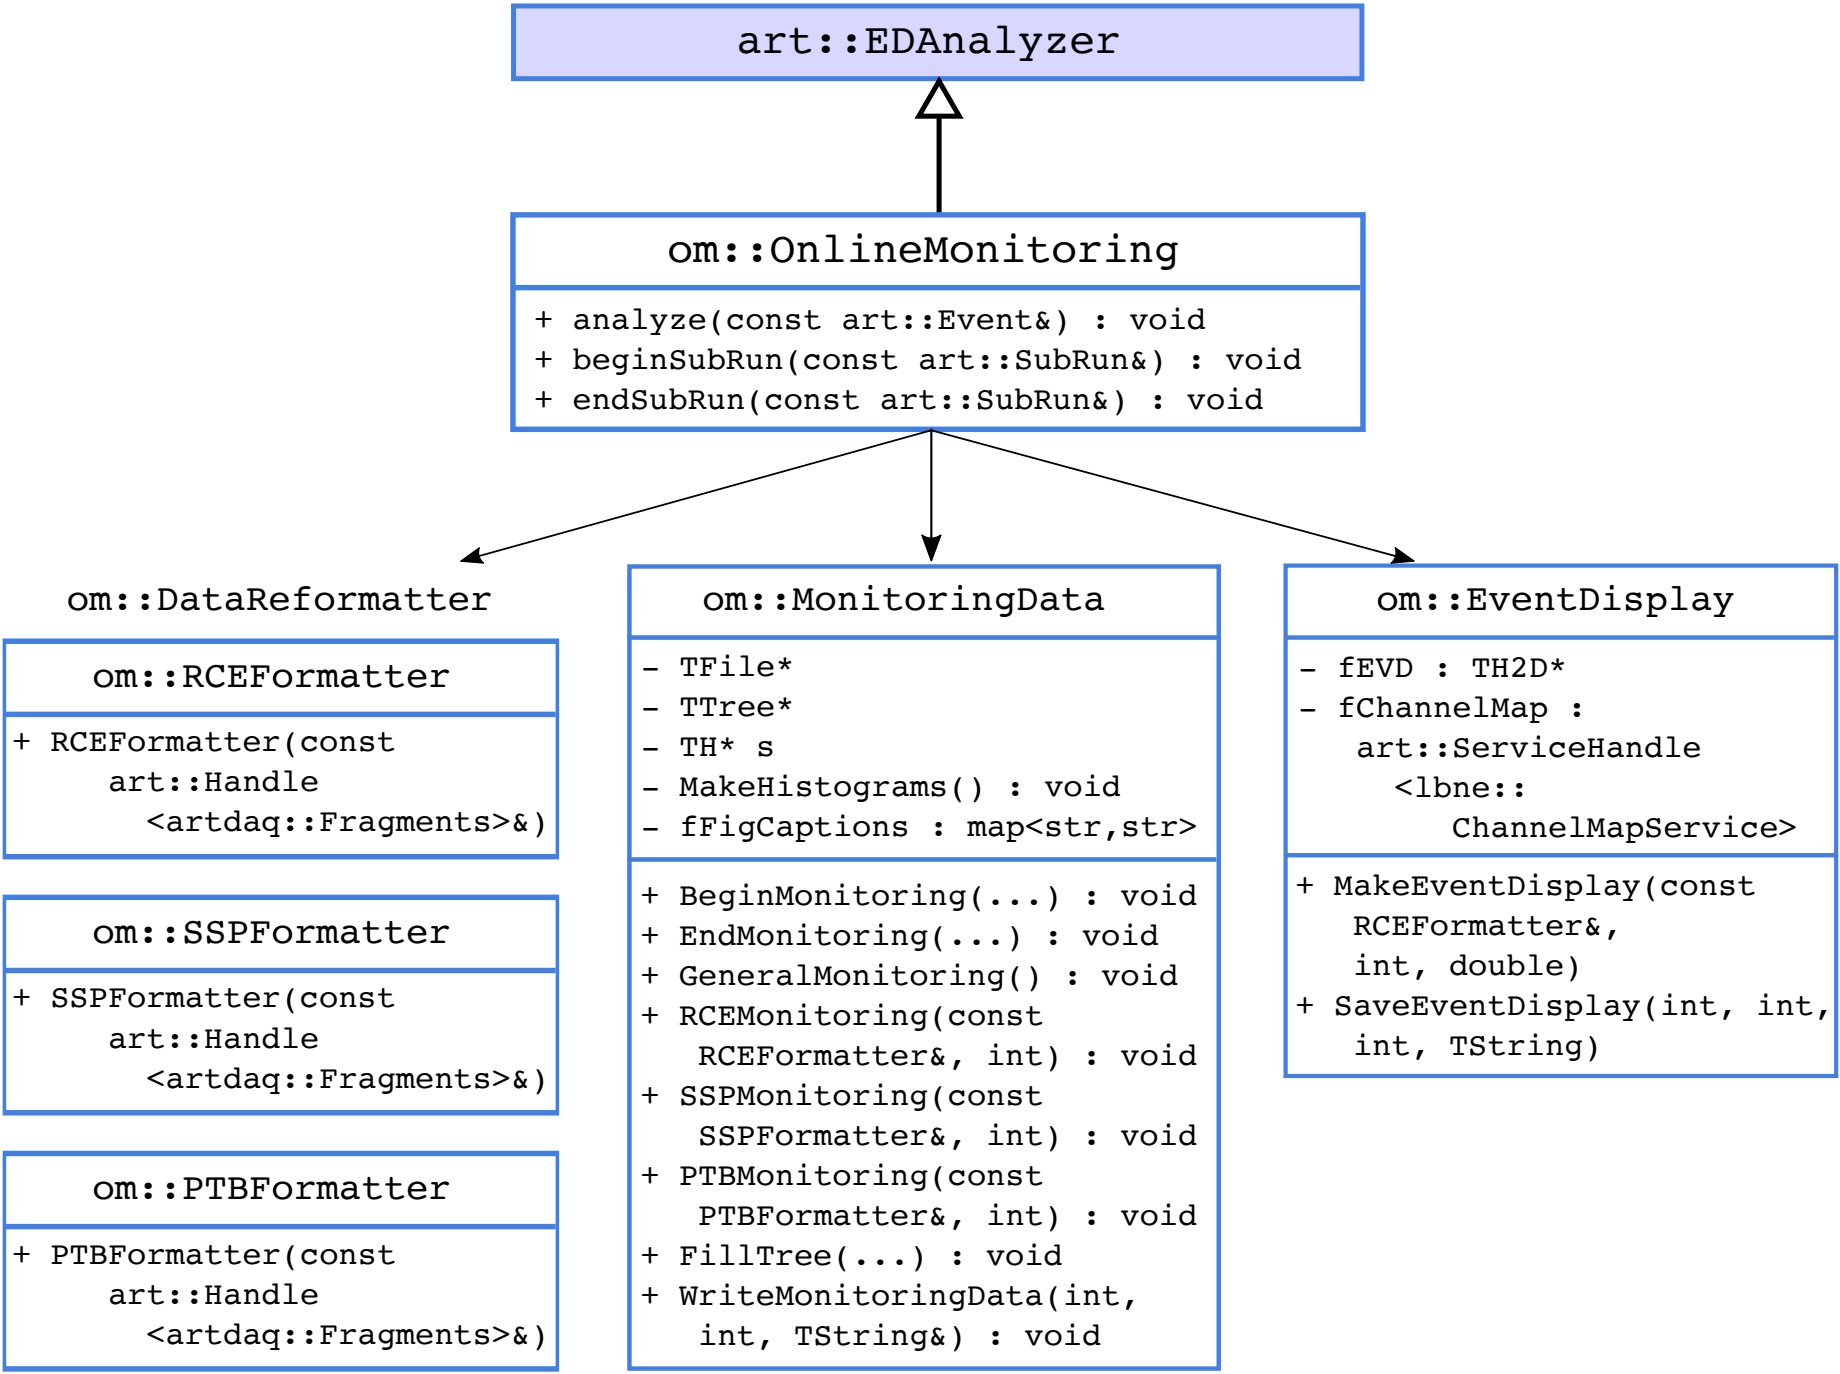 art::EDAnalyzer
om::OnlineMonitoring
+ analyze(const art::Event&) : void
+ beginSubRun(const art::SubRun&) : void
+ endSubRun(const art::SubRun&) : void
om::DataReformatter
om::RCEFormatter
+ RCEFormatter(const
art::Handle
<artdaq::Fragments>&)
om::SSPFormatter
+ SSPFormatter(const
art::Handle
<artdaq::Fragments>&)
om::PTBFormatter
+ PTBFormatter(const
art::Handle
<artdaq::Fragments>&)
om::MonitoringData
- TFile*
- TTree*
- TH* s
- MakeHistograms() : void
- fFigCaptions : map<str,str>
+ BeginMonitoring(...) : void
+ EndMonitoring(...) : void
+ GeneralMonitoring() : void
+ RCEMonitoring(const
RCEFormatter&, int) : void
+ SSPMonitoring(const
SSPFormatter&, int) : void
+ PTBMonitoring(const
PTBFormatter&, int) : void
+ FillTree(...) : void
+ WriteMonitoringData(int,
int, TString&) : void
om::EventDisplay
- fEVD : TH2D*
- fChannelMap :
art::ServiceHandle
<lbne::
ChannelMapService>
+ MakeEventDisplay(const
RCEFormatter&,
int, double)
+ SaveEventDisplay(int, int,
int, TString)